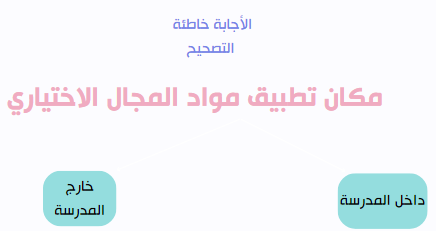 الأجابة خاطئة
التصحيح
مكان تطبيق مواد المجال الاختياري
داخل المدرسة
خارج
المدرسة